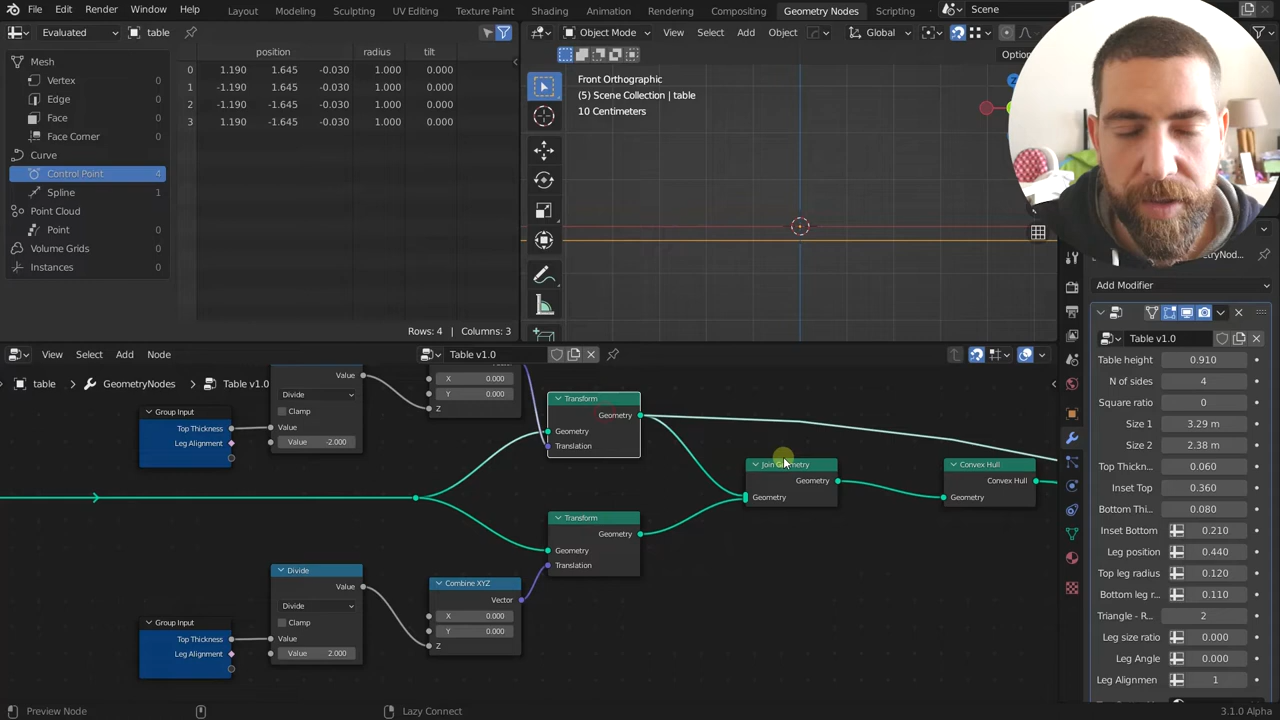 File Edit Render Window Help
Layout Modeling Sculpting UV Editing Texture Paint Shading Animation Rendering Compositing Geometry Nodes Scripting
Scene
Evaluated table
Mesh
Vertex 0
Edge 0
Face 0
Face Corner 0
Curve
Control Point 4
Spline 1
Point Cloud
Point 0
Volume Grids 0
Instances 0
position radius tilt
0 1.190 1.645 -0.030 1.000 0.000
1 -1.190 1.645 -0.030 1.000 0.000
2 -1.190 -1.645 -0.030 1.000 0.000
3 1.190 -1.645 -0.030 1.000 0.000
Rows: 4 | Columns: 3
Object Mode View Select Add Object Global
Front Orthographic
(5) Scene Collection | table
10 Centimeters
View Select Add Node
Table v1.0
table GeometryNodes Table v1.0
Group Input
Top Thickness
Leg Alignment
Value
Divide
Clamp
Value
Value -2.000
X 0.000
Y 0.000
Z
Transform
Geometry
Geometry
Translation
Transform
Geometry
Geometry
Translation
Join Geometry
Geometry
Geometry
Convex Hull
Convex Hull
Geometry
Group Input
Top Thickness
Leg Alignment
Divide
Value
Divide
Clamp
Value
Value 2.000
Combine XYZ
Vector
X 0.000
Y 0.000
Z
Add Modifier
Table v1.0
Table height 0.910
N of sides 4
Square ratio 0
Size 1 3.29 m
Size 2 2.38 m
Top Thickn... 0.060
Inset Top 0.360
Bottom Thi... 0.080
Inset Bottom 0.210
Leg position 0.440
Top leg radius 0.120
Bottom leg r... 0.110
Triangle - R... 2
Leg size ratio 0.000
Leg Angle 0.000
Leg Alignmen 1
Preview Node Lazy Connect 3.1.0 Alpha